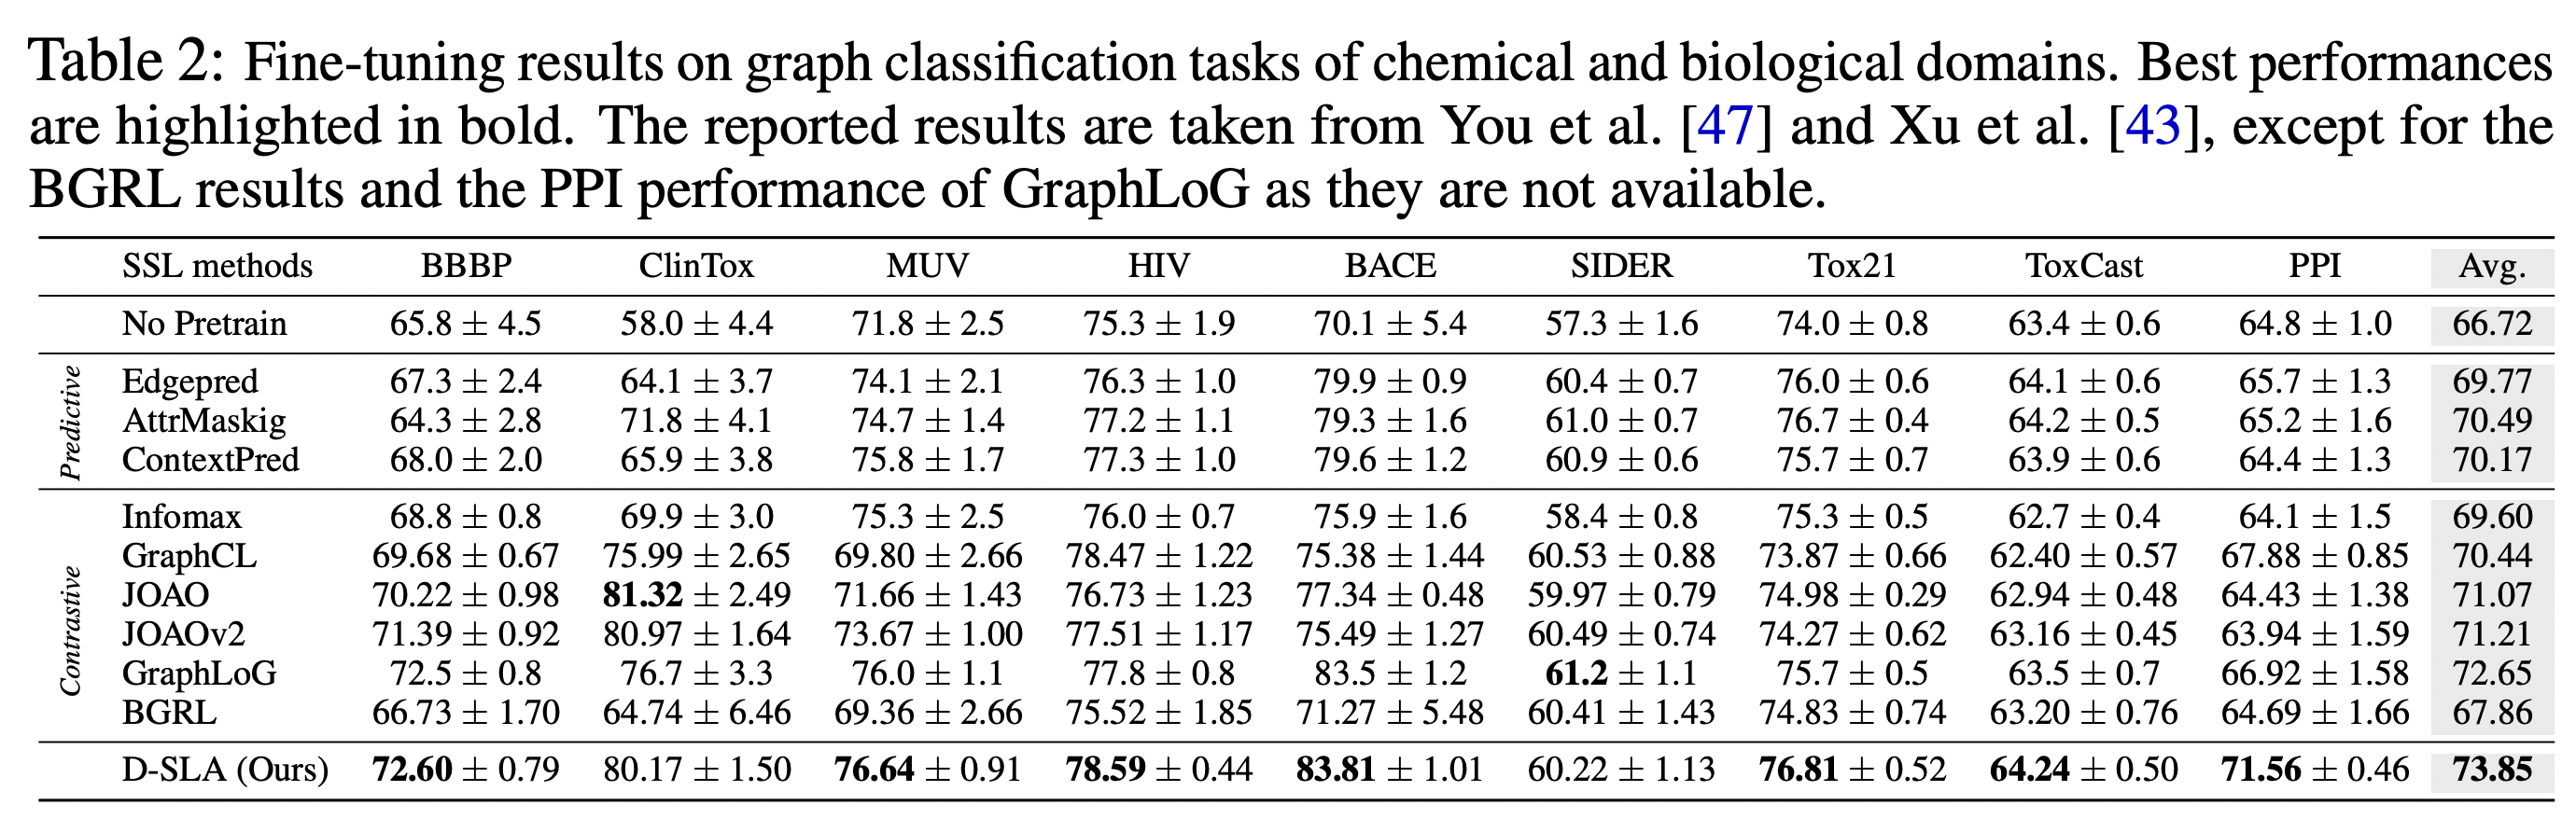 Table 2: Fine-tuning results on graph classification tasks of chemical and biological domains. Best performances
are highlighted in bold. The reported results are taken from You et al. [47] and Xu et al. [43], except for the
BGRL results and the PPI performance of GraphLoG as they are not available.
SSL methods BBBP ClinTox MUV HIV BACE SIDER Tox21 ToxCast PPI Avg.
No Pretrain 65.8 ± 4.5 58.0 ± 4.4 71.8 ± 2.5 75.3 ± 1.9 70.1 ± 5.4 57.3 ± 1.6 74.0 ± 0.8 63.4 ± 0.6 64.8 ± 1.0 66.72
Predictive
Edgepred 67.3 ± 2.4 64.1 ± 3.7 74.1 ± 2.1 76.3 ± 1.0 79.9 ± 0.9 60.4 ± 0.7 76.0 ± 0.6 64.1 ± 0.6 65.7 ± 1.3 69.77
AttrMaskig 64.3 ± 2.8 71.8 ± 4.1 74.7 ± 1.4 77.2 ± 1.1 79.3 ± 1.6 61.0 ± 0.7 76.7 ± 0.4 64.2 ± 0.5 65.2 ± 1.6 70.49
ContextPred 68.0 ± 2.0 65.9 ± 3.8 75.8 ± 1.7 77.3 ± 1.0 79.6 ± 1.2 60.9 ± 0.6 75.7 ± 0.7 63.9 ± 0.6 64.4 ± 1.3 70.17
Contrastive
Infomax 68.8 ± 0.8 69.9 ± 3.0 75.3 ± 2.5 76.0 ± 0.7 75.9 ± 1.6 58.4 ± 0.8 75.3 ± 0.5 62.7 ± 0.4 64.1 ± 1.5 69.60
GraphCL 69.68 ± 0.67 75.99 ± 2.65 69.80 ± 2.66 78.47 ± 1.22 75.38 ± 1.44 60.53 ± 0.88 73.87 ± 0.66 62.40 ± 0.57 67.88 ± 0.85 70.44
JOAO 70.22 ± 0.98 81.32 ± 2.49 71.66 ± 1.43 76.73 ± 1.23 77.34 ± 0.48 59.97 ± 0.79 74.98 ± 0.29 62.94 ± 0.48 64.43 ± 1.38 71.07
JOAOv2 71.39 ± 0.92 80.97 ± 1.64 73.67 ± 1.00 77.51 ± 1.17 75.49 ± 1.27 60.49 ± 0.74 74.27 ± 0.62 63.16 ± 0.45 63.94 ± 1.59 71.21
GraphLoG 72.5 ± 0.8 76.7 ± 3.3 76.0 ± 1.1 77.8 ± 0.8 83.5 ± 1.2 61.2 ± 1.1 75.7 ± 0.5 63.5 ± 0.7 66.92 ± 1.58 72.65
BGRL 66.73 ± 1.70 64.74 ± 6.46 69.36 ± 2.66 75.52 ± 1.85 71.27 ± 5.48 60.41 ± 1.43 74.83 ± 0.74 63.20 ± 0.76 64.69 ± 1.66 67.86
D-SLA (Ours) 72.60 ± 0.79 80.17 ± 1.50 76.64 ± 0.91 78.59 ± 0.44 83.81 ± 1.01 60.22 ± 1.13 76.81 ± 0.52 64.24 ± 0.50 71.56 ± 0.46 73.85